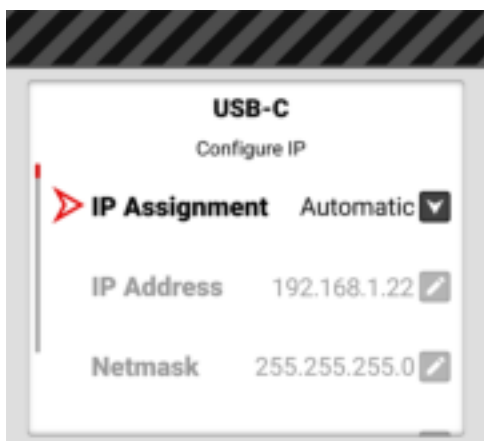 USB-C
Configure IP
IP Assignment Automatic
IP Address 192.168.1.22
Netmask 255.255.255.0